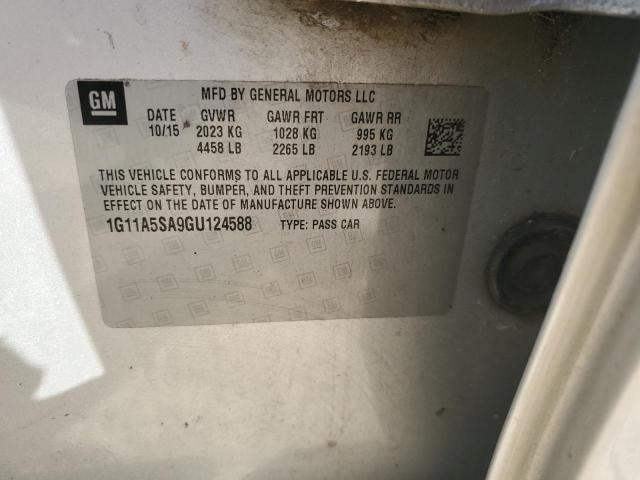 GM
MFD BY GENERAL MOTORS LLC
DATE GVWR GAWR FRT GAWR RR
10/15 2023 KG 1028 KG 995 KG
4458 LB 2265 LB 2193 LB
THIS VEHICLE CONFORMS TO ALL APPLICABLE U.S. FEDERAL MOTOR
VEHICLE SAFETY, BUMPER, AND THEFT PREVENTION STANDARDS IN
EFFECT ON THE DATE OF MANUFACTURE SHOWN ABOVE.
1G11A5SA9GU124588 TYPE: PASS CAR